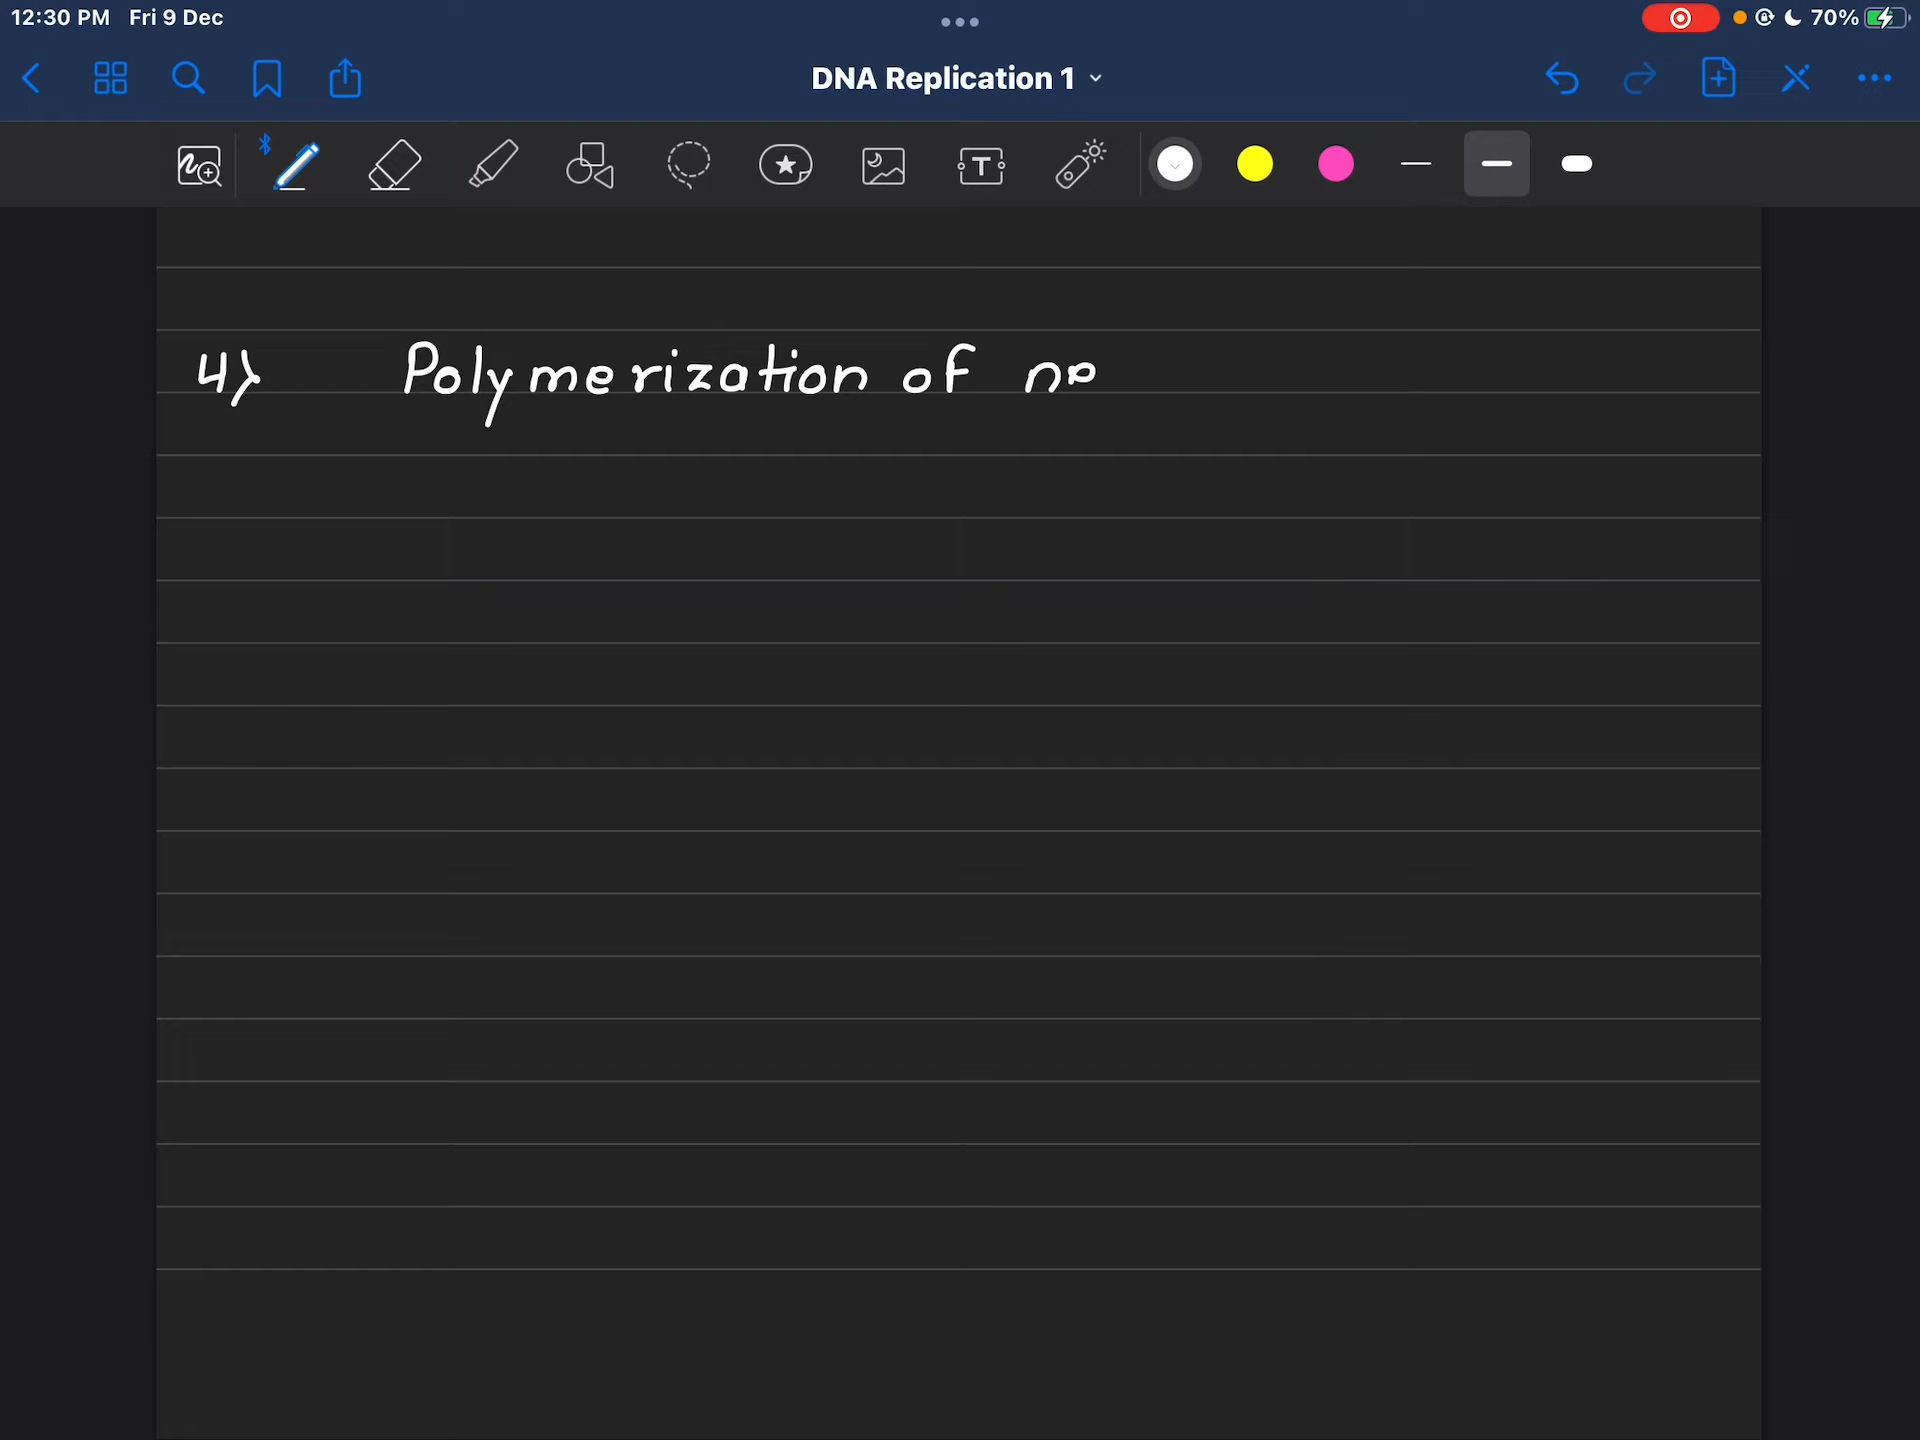 12:30 PM Fri 9 Dec
70%
DNA Replication 1
T
4) Polymerization of